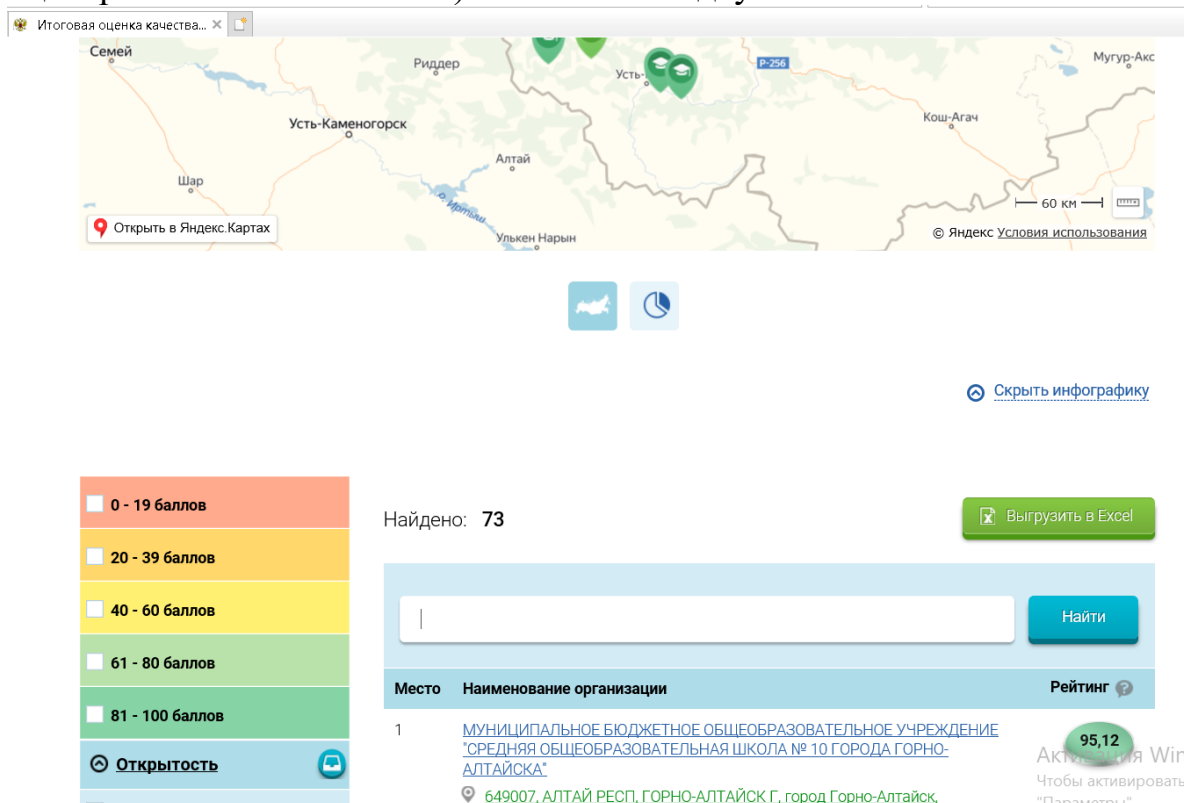 Итоговая оценка качества...
Семей
Риддер
Усть-
Р-256
Мугур-Акс
Усть-Каменогорск
Кош-Агач
Алтай
Шар
р. Иртыш
60 км
Открыть в Яндекс.Картах
Улькен Нарын
© Яндекс Условия использования
Скрыть инфографику
0 - 19 баллов
20 - 39 баллов
40 - 60 баллов
61 - 80 баллов
81 - 100 баллов
Открытость
Найдено: 73
Выгрузить в Excel
Найти
Место Наименование организации Рейтинг ?
1 МУНИЦИПАЛЬНОЕ БЮДЖЕТНОЕ ОБЩЕОБРАЗОВАТЕЛЬНОЕ УЧРЕЖДЕНИЕ
"СРЕДНЯЯ ОБЩЕОБРАЗОВАТЕЛЬНАЯ ШКОЛА № 10 ГОРОДА ГОРНО-
АЛТАЙСКА"
95,12
649007, АЛТАЙ РЕСП, ГОРНО-АЛТАЙСК Г, город Горно-Алтайск,
Активация Win
Чтобы активировать
"Параметры"